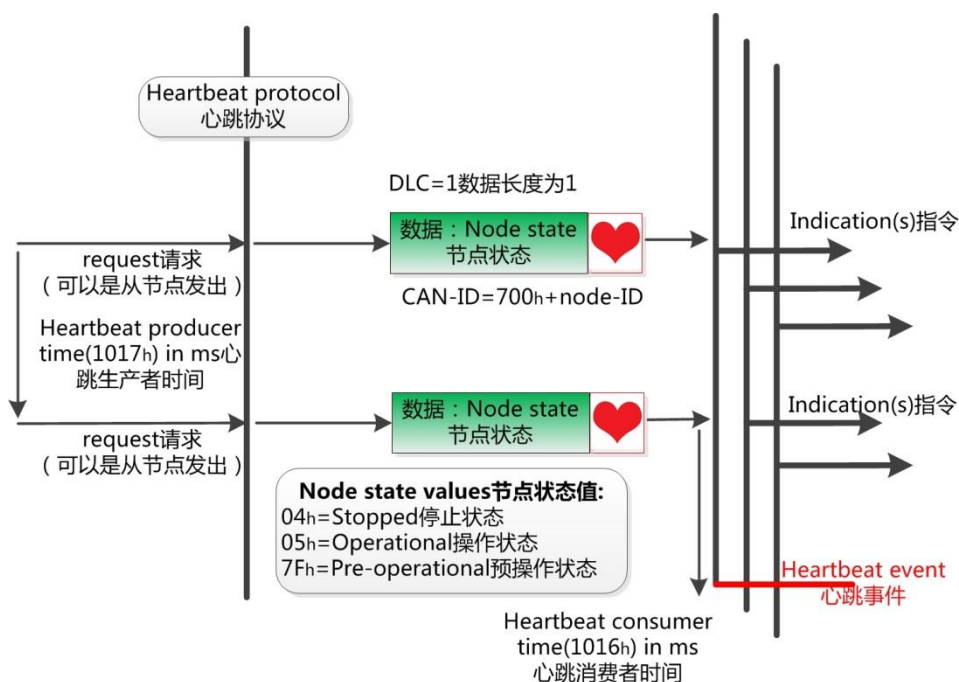 Heartbeat protocol
心跳协议
DLC=1数据长度为1
数据：Node state
节点状态
Indication(s)指令
request请求
（可以是从节点发出）
CAN-ID=700h+node-ID
Heartbeat producer
time(1017h) in ms心
跳生产者时间
数据：Node state
节点状态
Indication(s)指令
request请求
（可以是从节点发出）
Node state values节点状态值:
04h=Stopped停止状态
05h=Operational操作状态
7Fh=Pre-operational预操作状态
Heartbeat event
心跳事件
Heartbeat consumer
time(1016h) in ms
心跳消费者时间